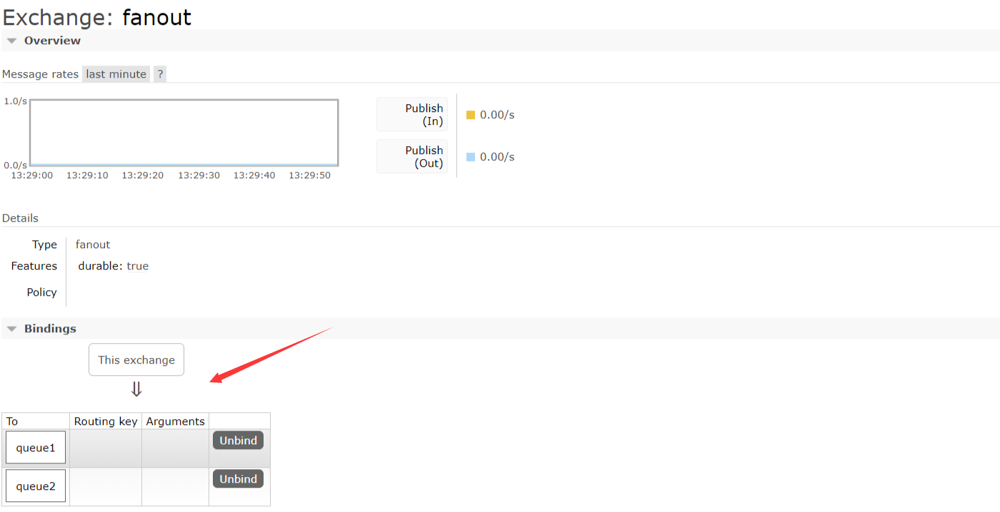 Exchange: fanout
Overview
Message rates last minute ?
1.0/s
0.0/s
13:29:00 13:29:10 13:29:20 13:29:30 13:29:40 13:29:50
Publish
(In)
0.00/s
Publish
(Out)
0.00/s
Details
Type fanout
Features durable: true
Policy
Bindings
This exchange
⇓
To Routing key Arguments
queue1 Unbind
queue2 Unbind